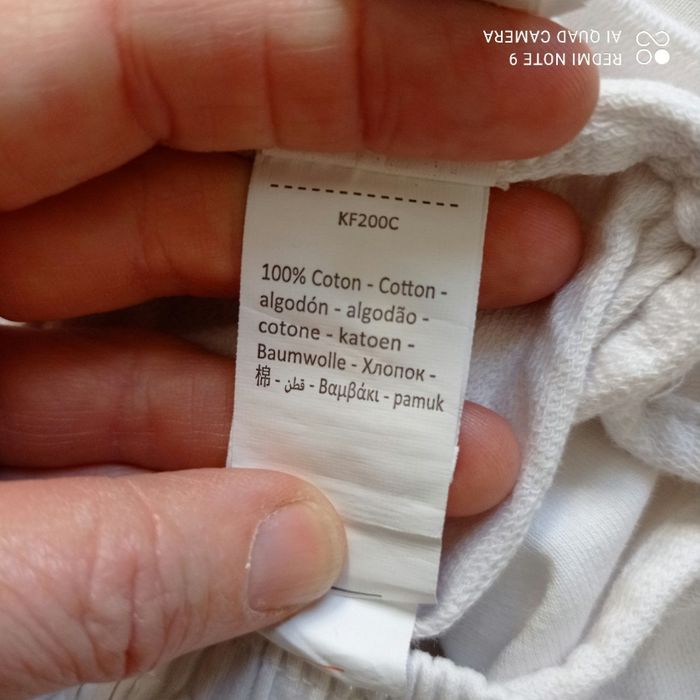 KF200C
100% Coton - Cotton -
algodón - algodão -
cotone - katoen -
Baumwolle - Хлопок -
棉 - قطن - Βαμβάκι - pamuk
REDMI NOTE 9
AI QUAD CAMERA